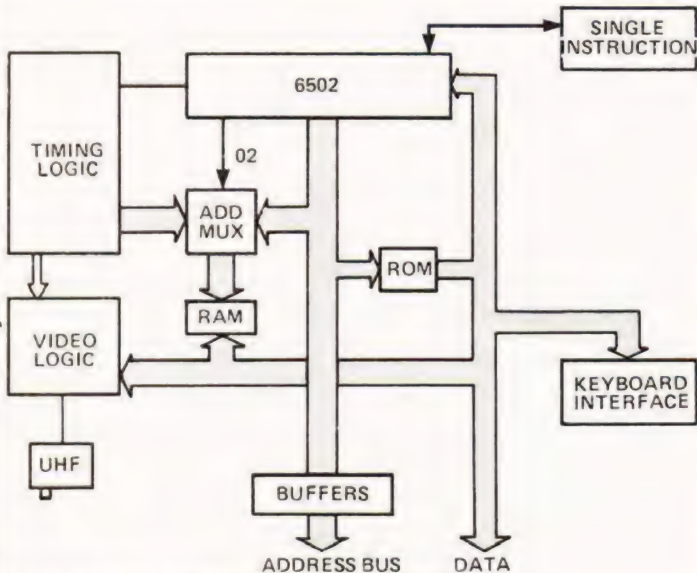 SINGLE
INSTRUCTION
6502
TIMING
LOGIC
02
ADD
MUX
ROM
RAM
VIDEO
LOGIC
KEYBOARD
INTERFACE
UHF
BUFFERS
ADDRESS BUS
DATA